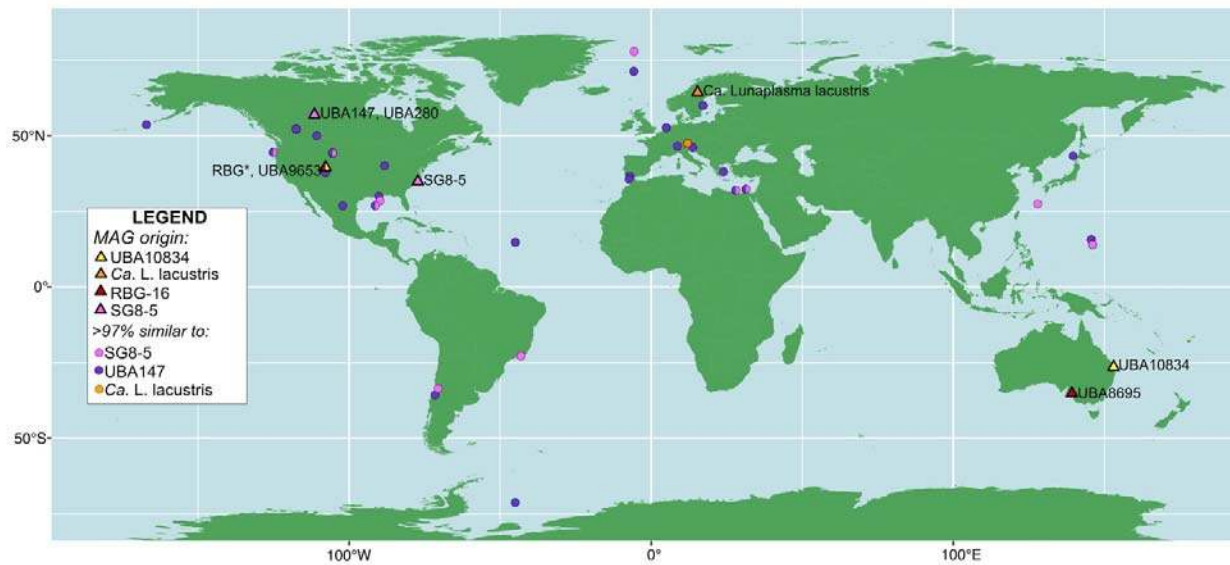 Ca. Lunaplasma lacustris
UBA147, UBA280
50°N
RBG*, UBA9653
SG8-5
LEGEND
MAG origin:
UBA10834
Ca. L. lacustris
RBG-16
SG8-5
>97% similar to:
SG8-5
UBA147
Ca. L. lacustris
0°
UBA10834
UBA8695
50°S
100°W
0°
100°E